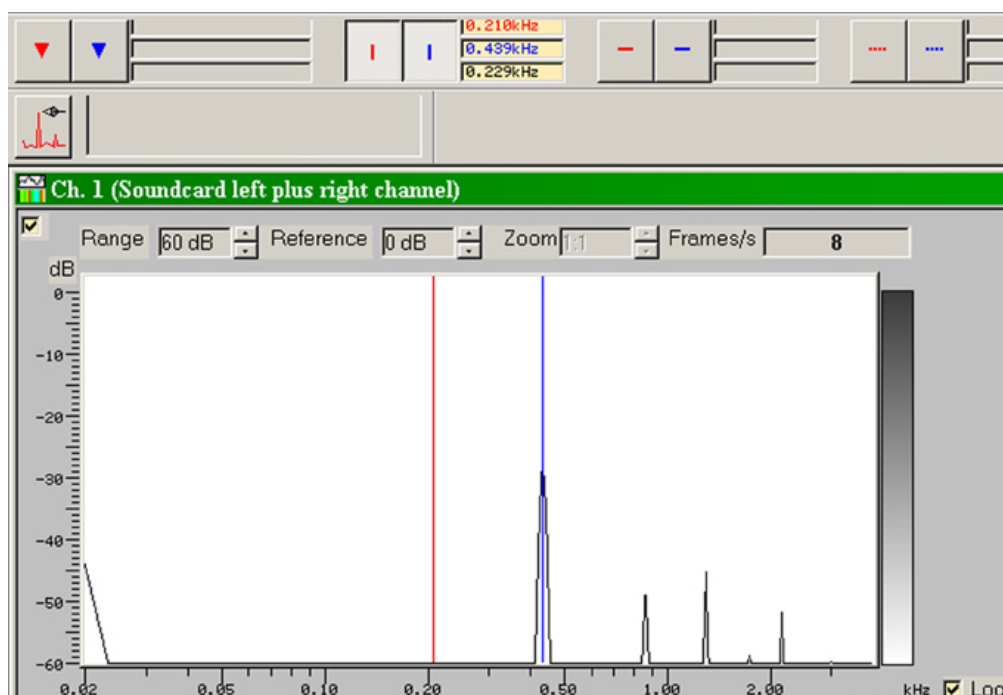 0.210kHz
0.439kHz
0.229kHz
Ch. 1 (Soundcard left plus right channel)
Range 60 dB Reference 0 dB Zoom 1:1 Frames/s 8
dB
0
-10
-20
-30
-40
-50
-60
0.02 0.05 0.10 0.20 0.50 1.00 2.00 kHz